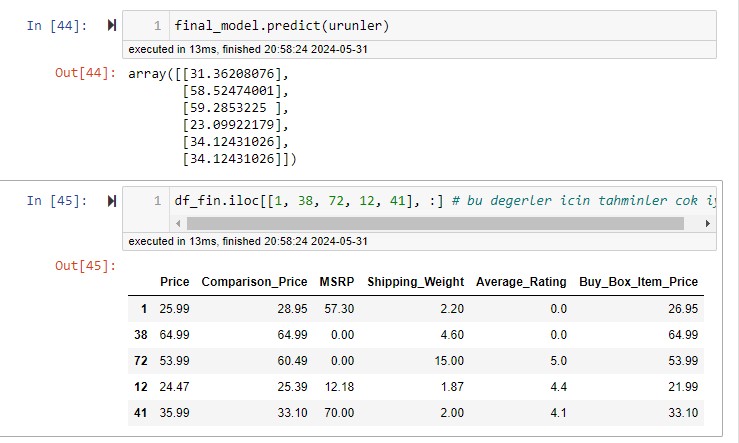 In [44]: 1 final_model.predict(urunler)
executed in 13ms, finished 20:58:24 2024-05-31
Out[44]: array([[31.36208076],
[58.52474001],
[59.2853225 ],
[23.09922179],
[34.12431026],
[34.12431026]])
In [45]: 1 df_fin.iloc[[1, 38, 72, 12, 41], :] # bu degerler icin tahminler cok iy
executed in 13ms, finished 20:58:24 2024-05-31
Out[45]:
Price Comparison_Price MSRP Shipping_Weight Average_Rating Buy_Box_Item_Price
1 25.99 28.95 57.30 2.20 0.0 26.95
38 64.99 64.99 0.00 4.60 0.0 64.99
72 53.99 60.49 0.00 15.00 5.0 53.99
12 24.47 25.39 12.18 1.87 4.4 21.99
41 35.99 33.10 70.00 2.00 4.1 33.10